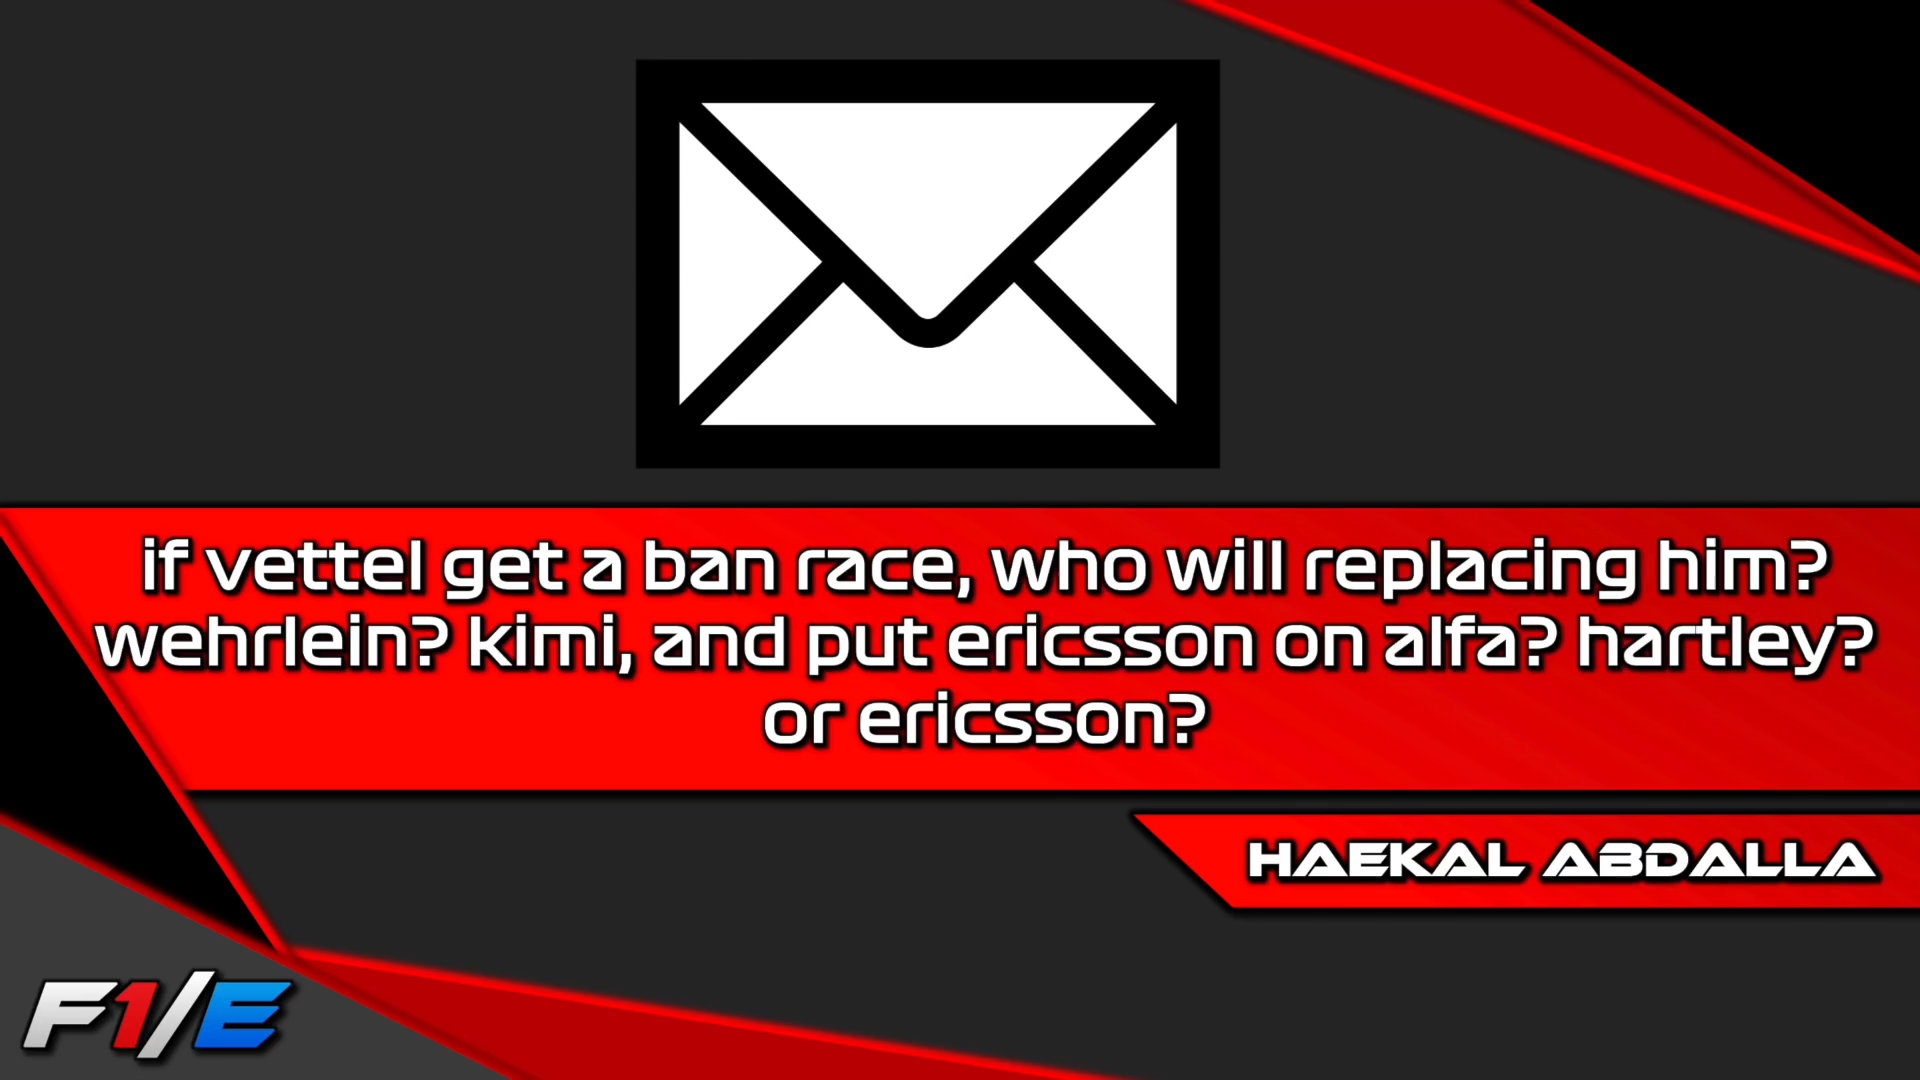 if vettel get a ban race, who will replacing him?
wehrlein? kimi, and put ericsson on alfa? hartley?
or ericsson?
HAEKAL ABDALLA
F1/E